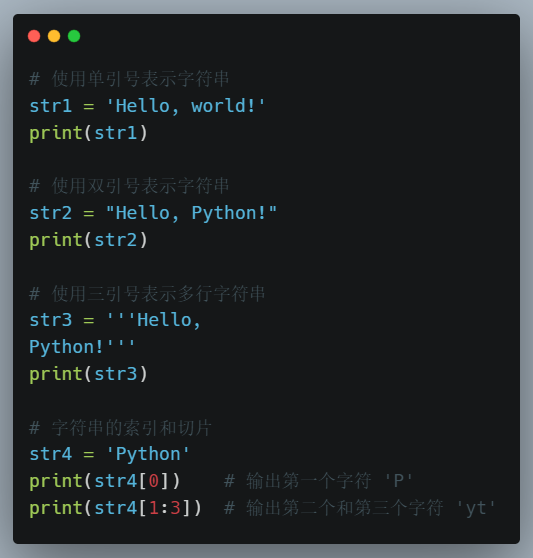 # 使用单引号表示字符串
str1 = 'Hello, world!'
print(str1)
# 使用双引号表示字符串
str2 = "Hello, Python!"
print(str2)
# 使用三引号表示多行字符串
str3 = '''Hello,
Python!'''
print(str3)
# 字符串的索引和切片
str4 = 'Python'
print(str4[0])    # 输出第一个字符 'P'
print(str4[1:3])  # 输出第二个和第三个字符 'yt'